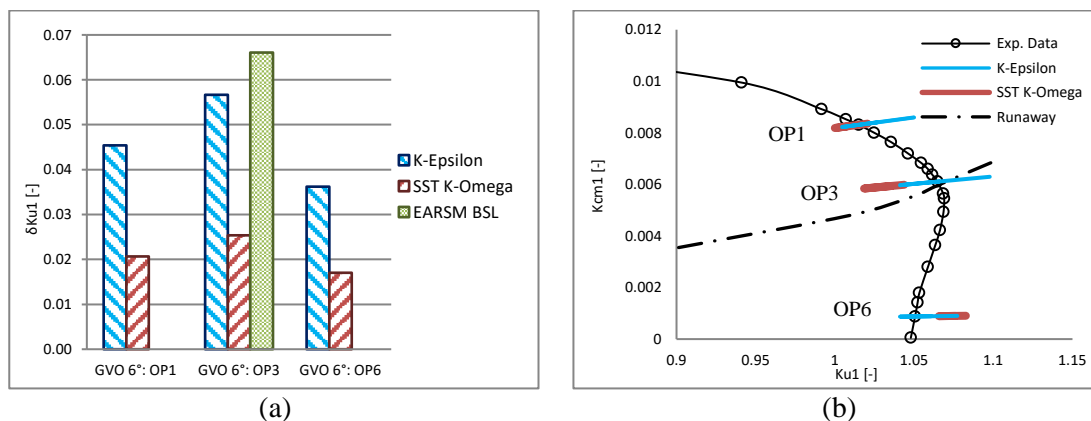 0.07
0.06
0.05
0.04
0.03
0.02
0.01
0.00
δKu1 [-]
GVO 6°: OP1
GVO 6°: OP3
GVO 6°: OP6
K-Epsilon
SST K-Omega
EARSM BSL
(a)
0.012
0.01
0.008
0.006
0.004
0.002
0
Kcm1 [-]
0.9
0.95
1
1.05
1.1
1.15
Ku1 [-]
Exp. Data
K-Epsilon
SST K-Omega
Runaway
OP1
OP3
OP6
(b)